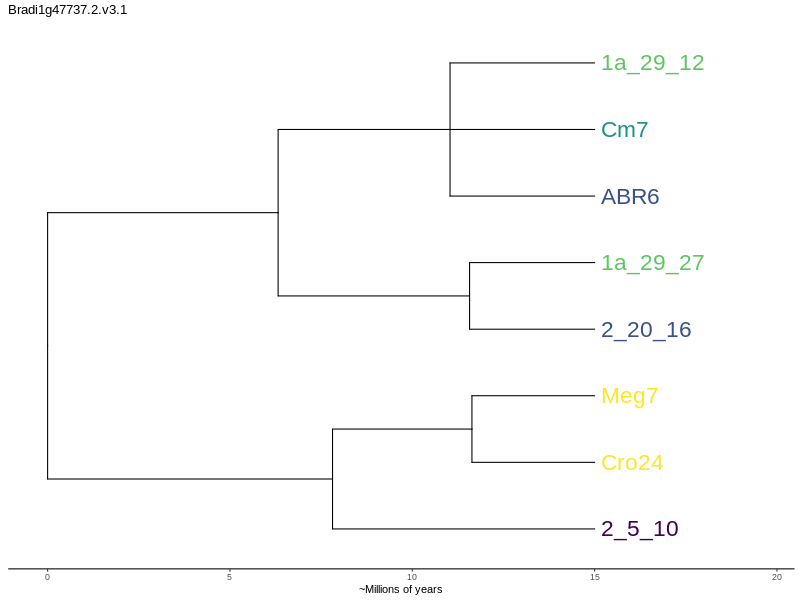 Bradi1g47737.2.v3.1
1a_29_12
Cm7
ABR6
1a_29_27
2_20_16
Meg7
Cro24
2_5_10
0 5 10 15 20
~Millions of years